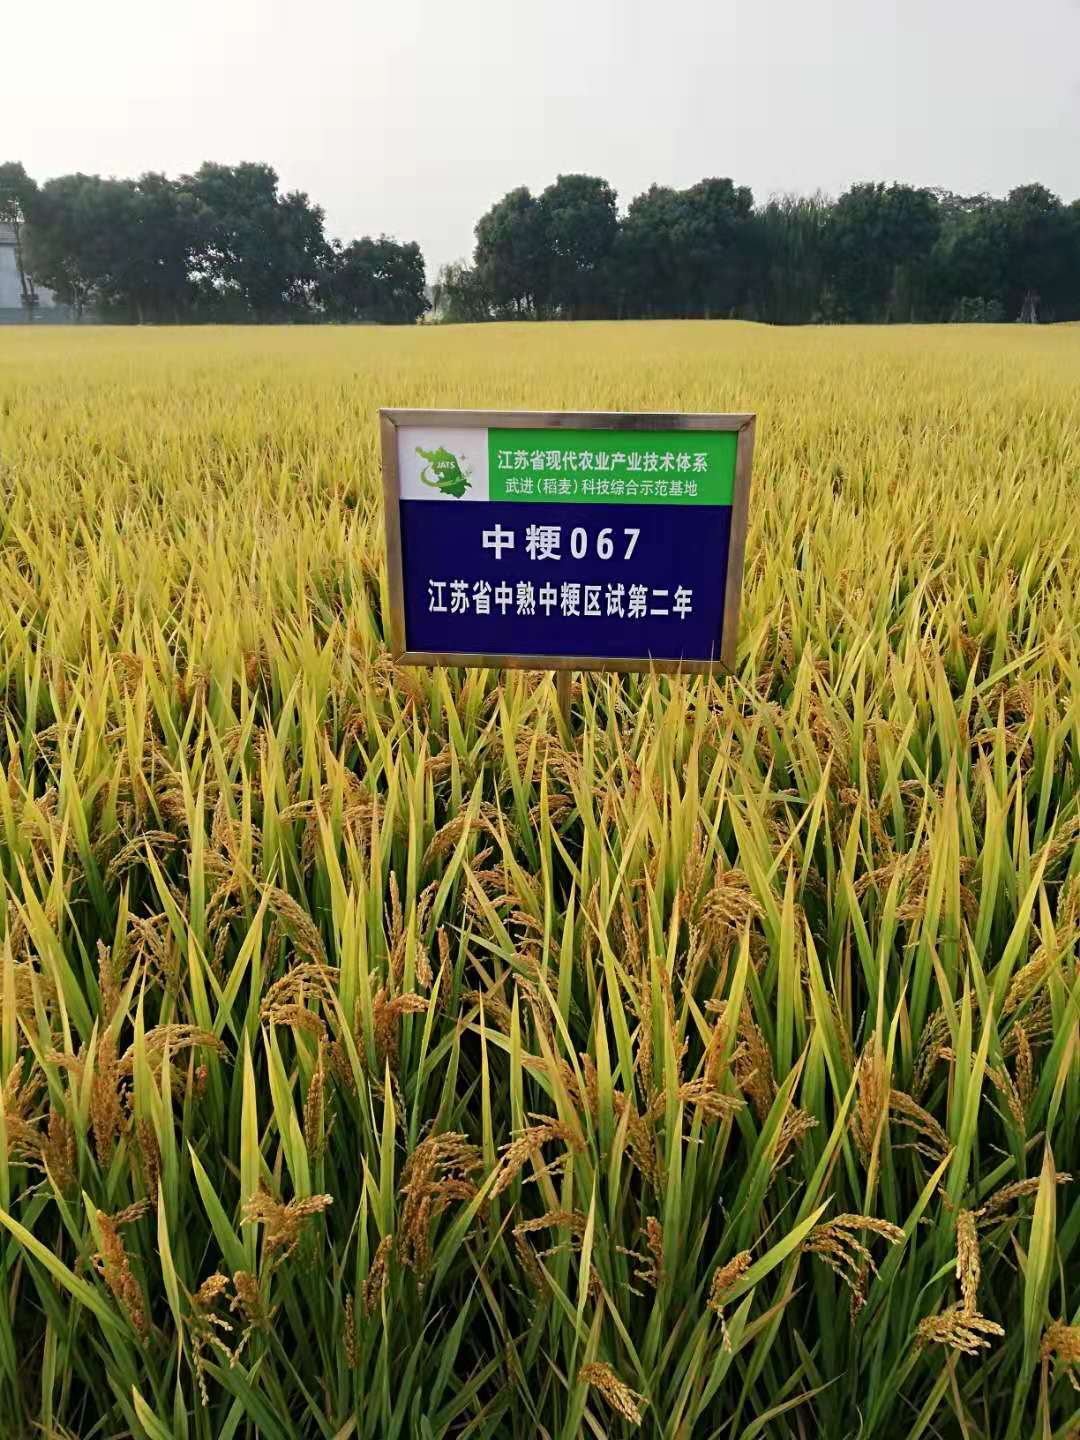 JATS
江苏省现代农业产业技术体系
武进(稻麦)科技综合示范基地
中粳067
江苏省中熟中粳区试第二年